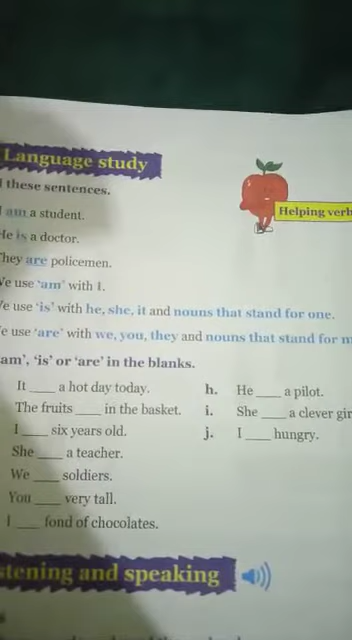 Language study
these sentences.
I am a student.
He is a doctor.
They are policemen.
We use 'am' with I.
We use 'is' with he, she, it and nouns that stand for one.
We use 'are' with we, you, they and nouns that stand for
'am', 'is' or 'are' in the blanks.
It ____ a hot day today.
The fruits ____ in the basket.
I ____ six years old.
She ____ a teacher.
We ____ soldiers.
You ____ very tall.
I ____ fond of chocolates.
h. He ____ a pilot.
i. She ____ a clever gir
j. I ____ hungry.
Helping verb
stening and speaking